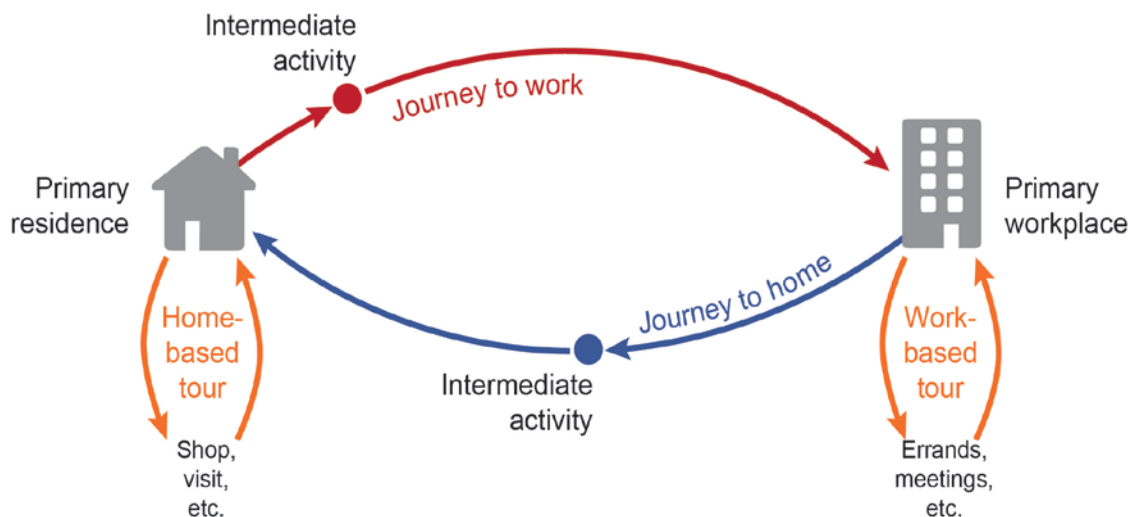 Intermediate
activity
Journey to work
Primary
residence
Primary
workplace
Journey to home
Home-
based
tour
Work-
based
tour
Intermediate
activity
Shop,
visit,
etc.
Errands,
meetings,
etc.